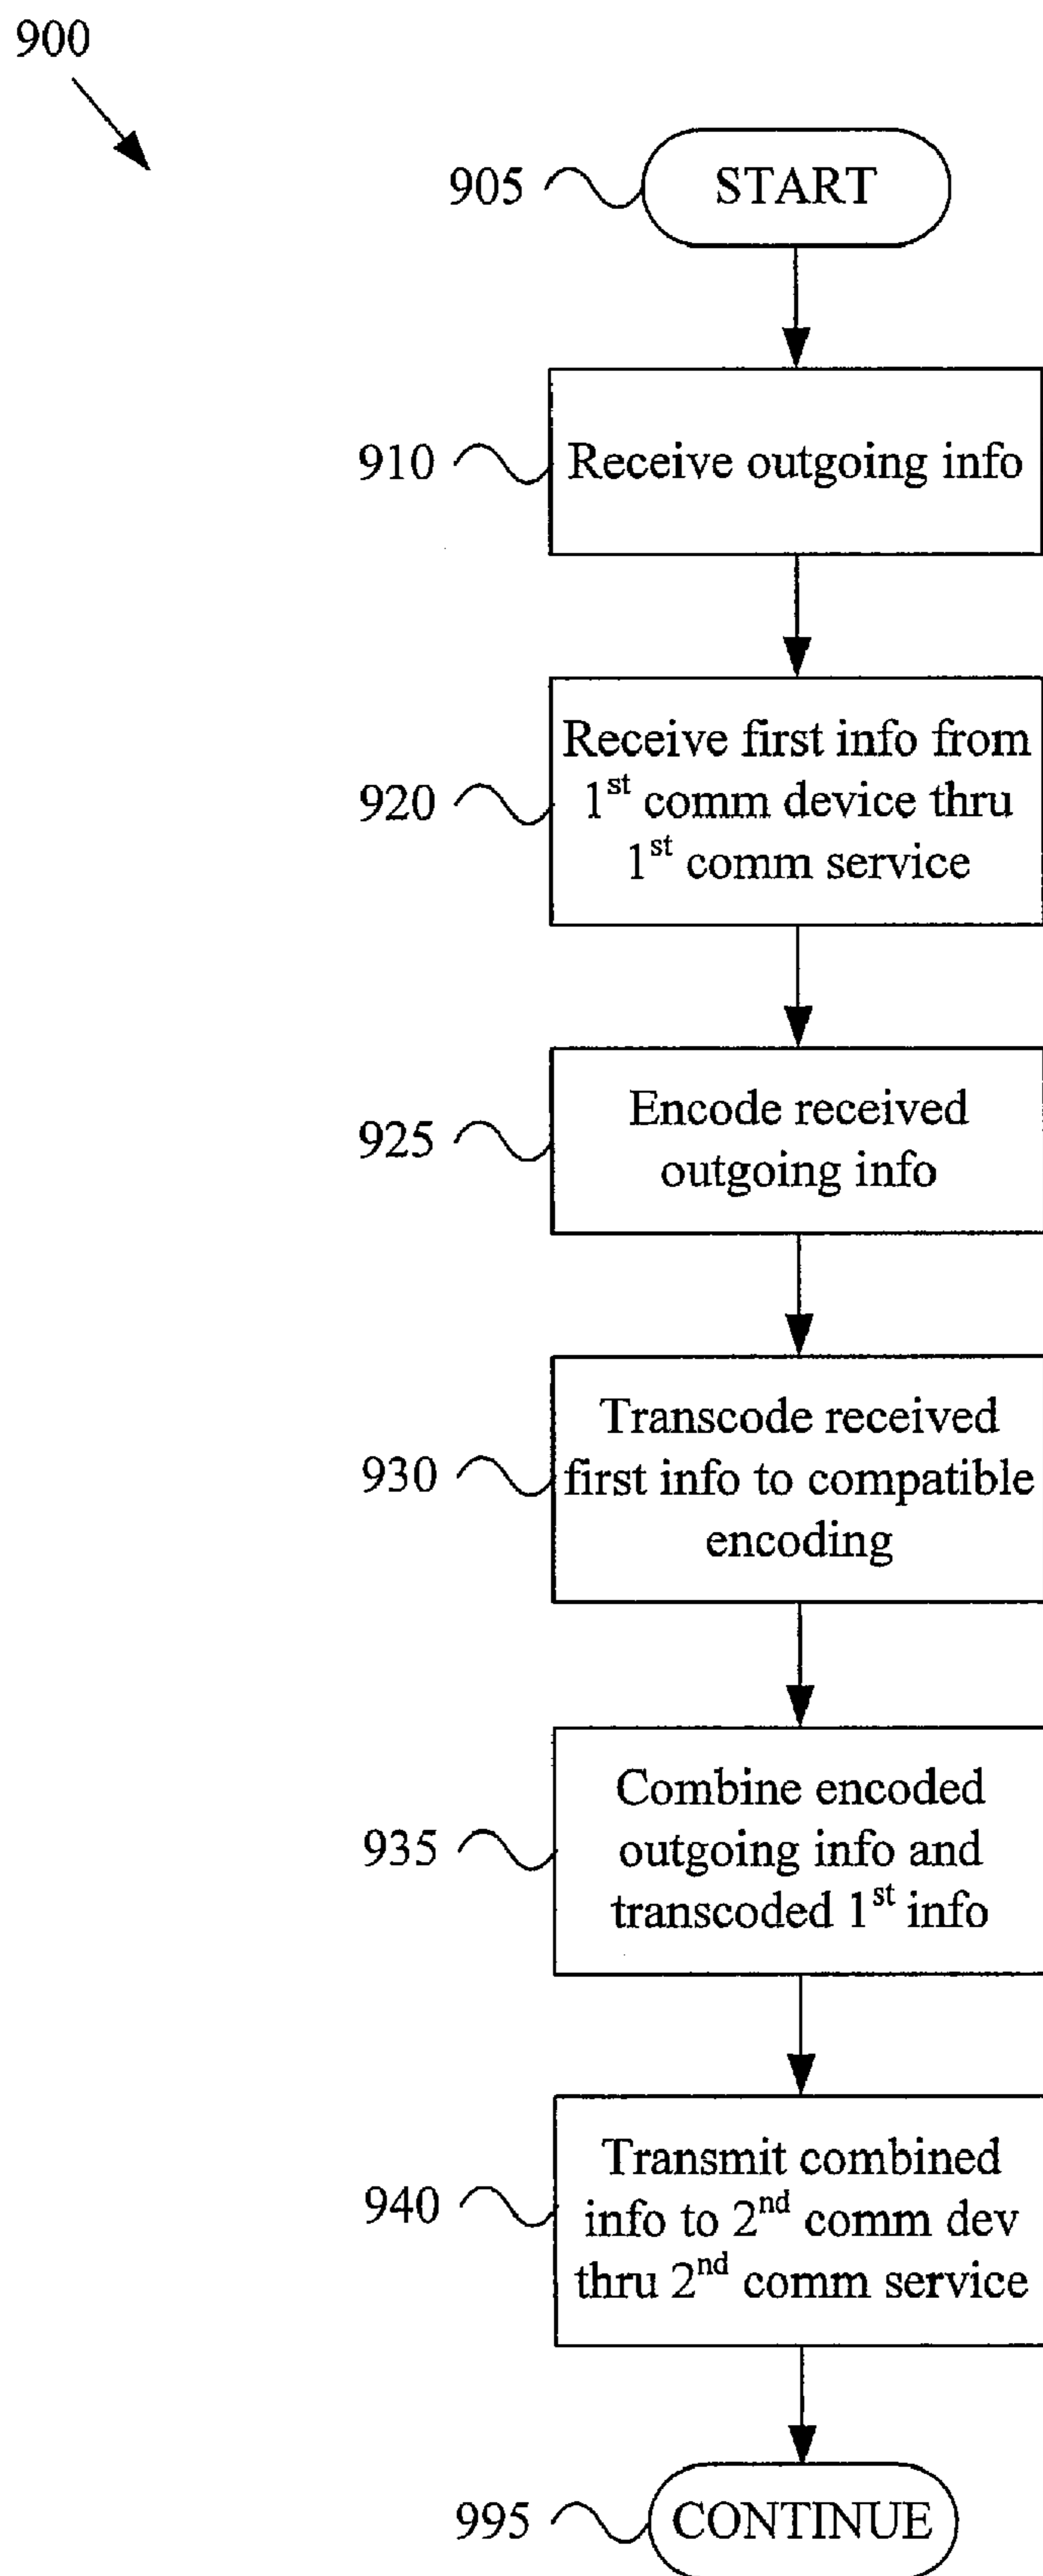 900
905 START
910 Receive outgoing info
Receive first info from
920 1st comm device thru
1st comm service
Encode received
925 outgoing info
Transcode received
930 first info to compatible
encoding
Combine encoded
935 outgoing info and
transcoded 1st info
Transmit combined
940 info to 2nd comm dev
thru 2nd comm service
995 CONTINUE